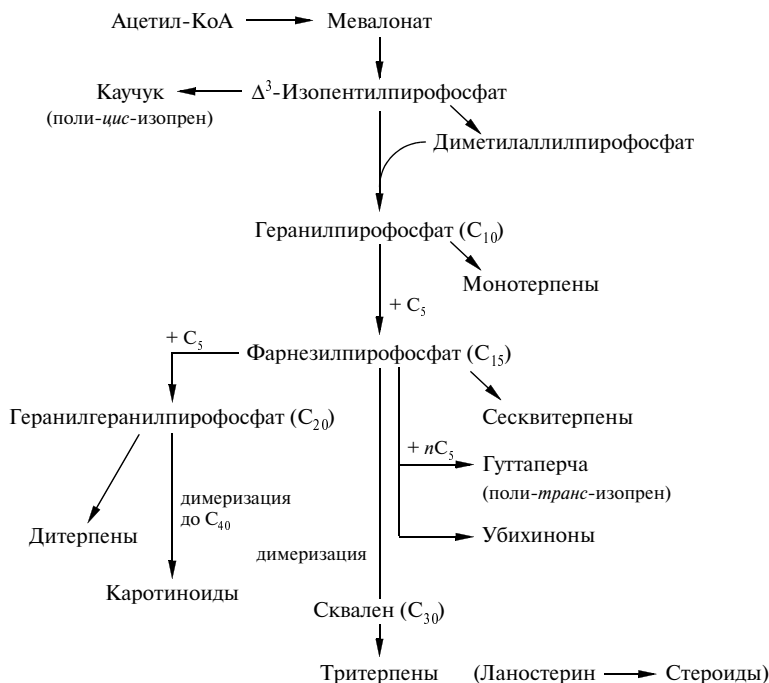 Ацетил-КоА Мевалонат
Каучук Δ³-Изопентилпирофосфат
(поли-цис-изопрен)
Диметилаллилпирофосфат
Геранилпирофосфат (C₁₀)
Монотерпены
+ C₅
+ C₅
Фарнезилпирофосфат (C₁₅)
Геранилгеранилпирофосфат (C₂₀) Сесквитерпены
+ nC₅ Гуттаперча
(поли-транс-изопрен)
димеризация
до C₄₀
Дитерпены Убихиноны
димеризация
Каротиноиды
Сквален (C₃₀)
Тритерпены (Ланостерин Стероиды)